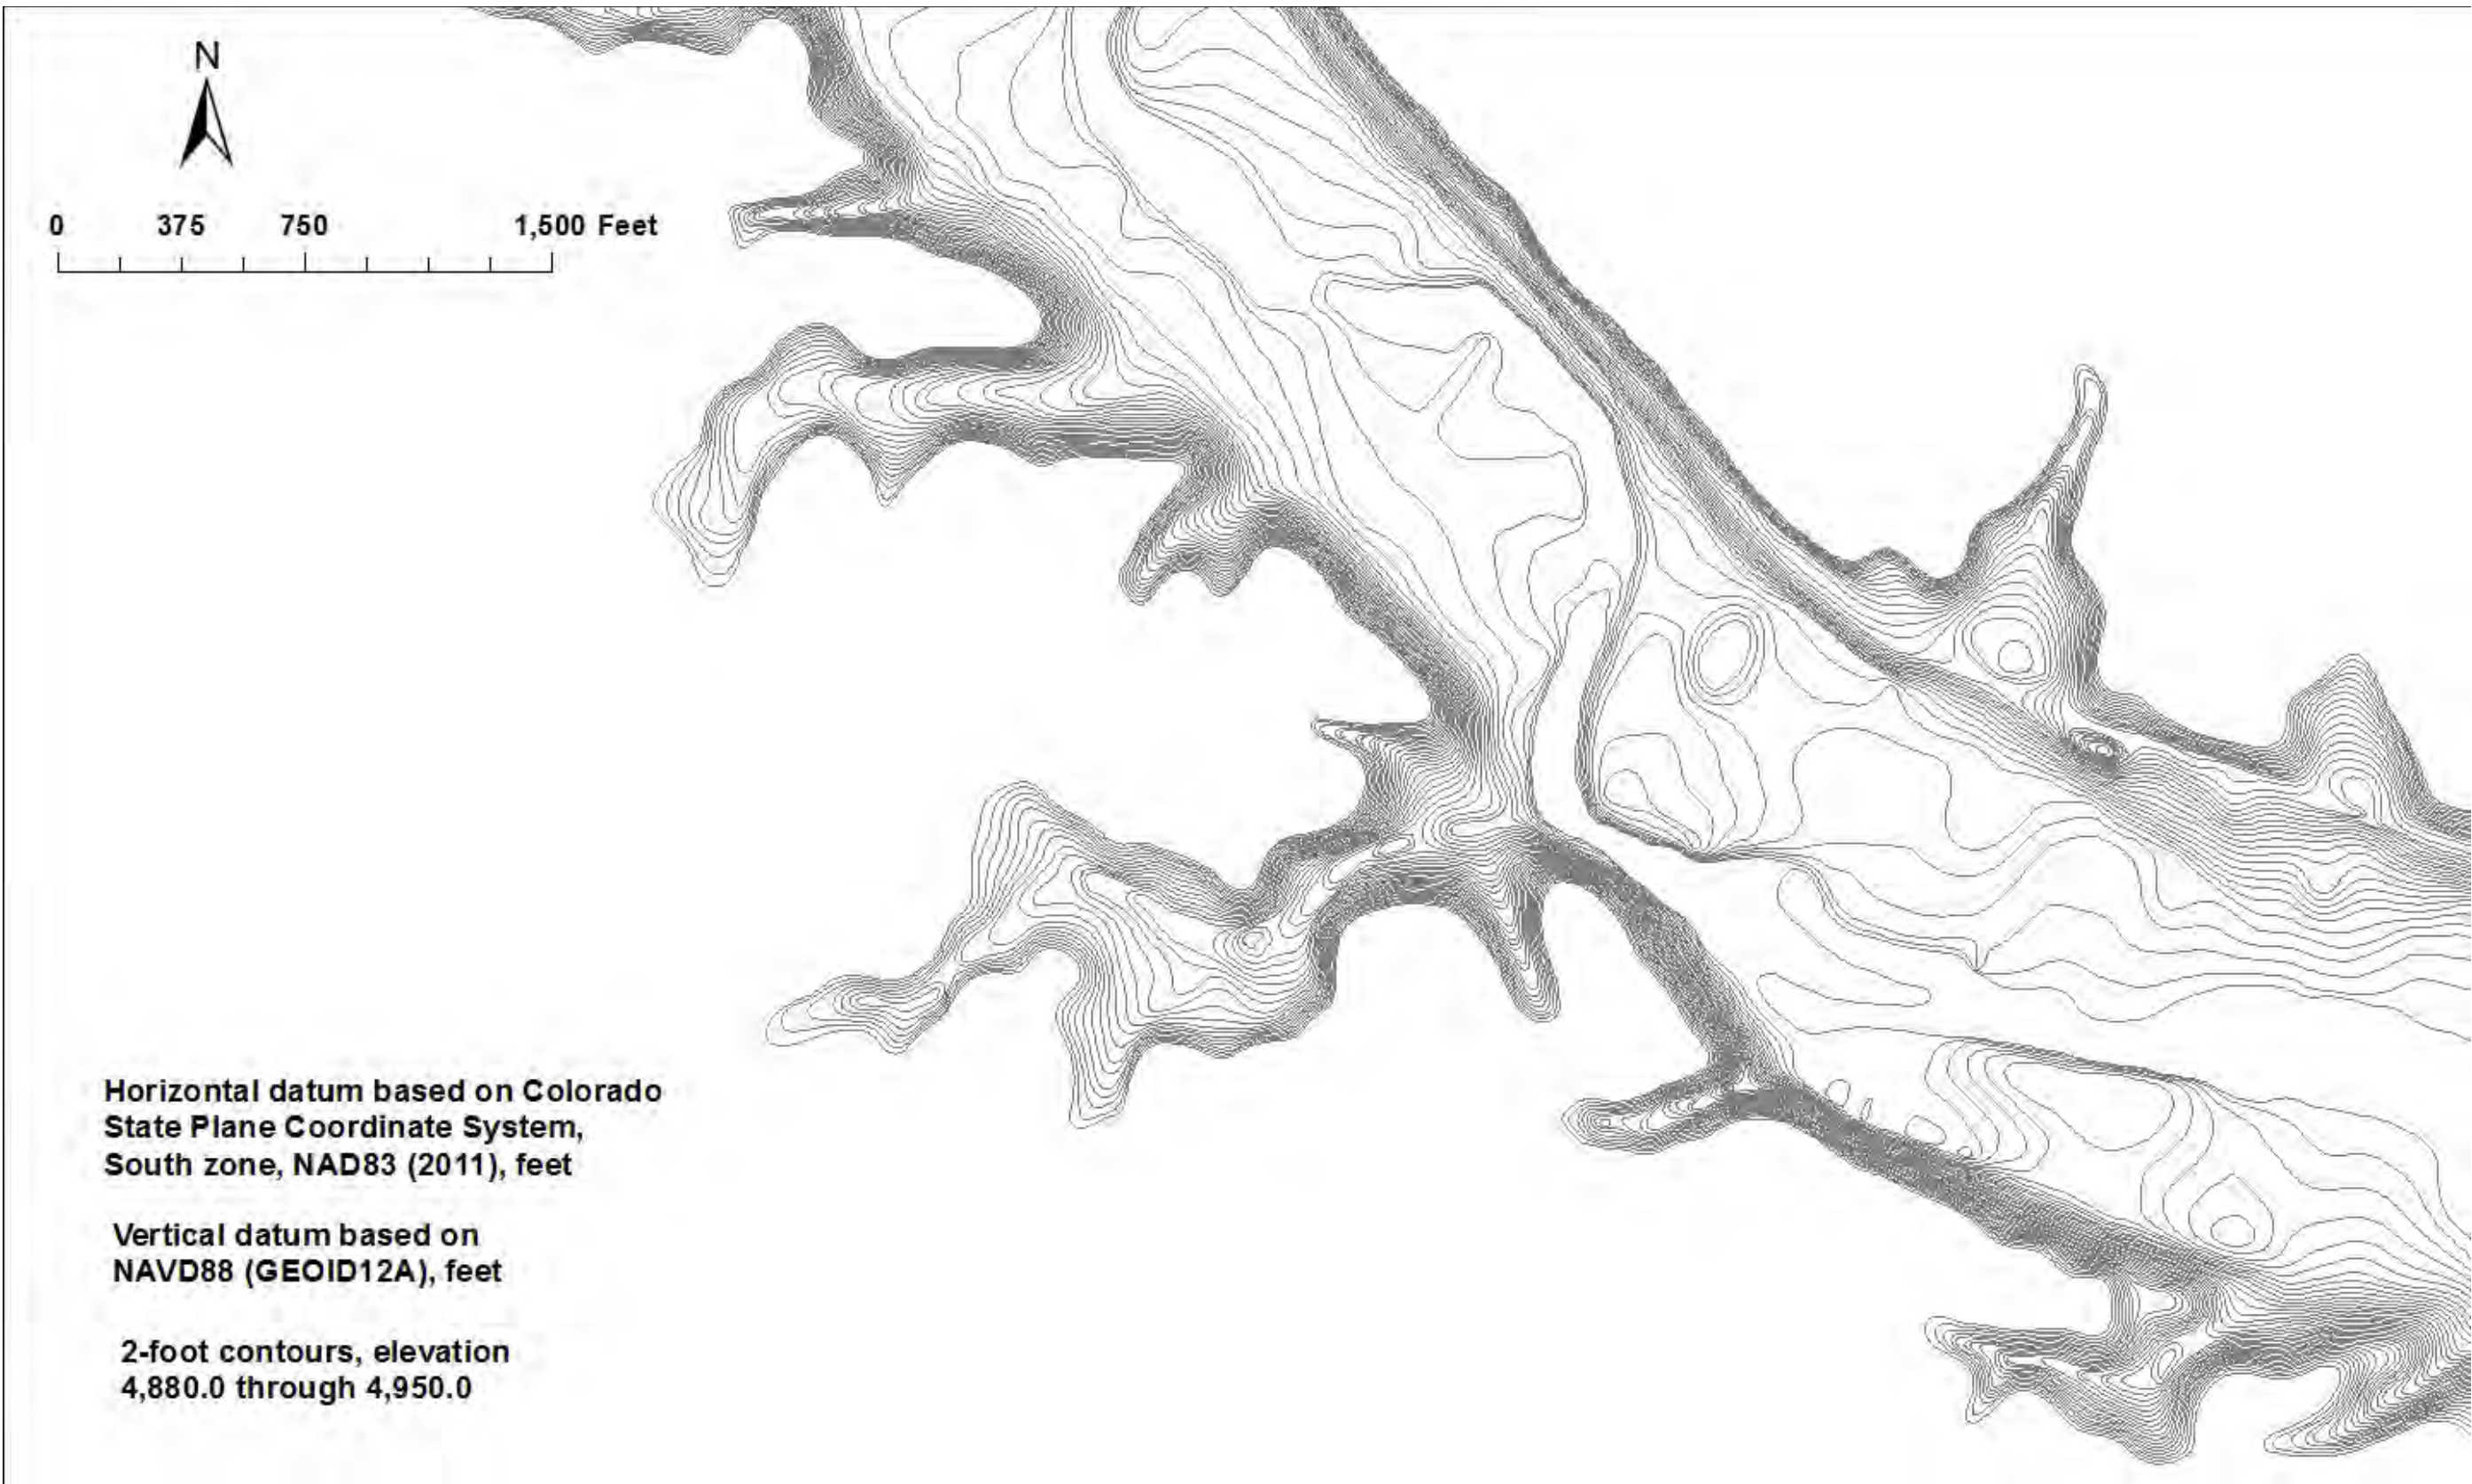 N
0 375 750 1,500 Feet
Horizontal datum based on Colorado
State Plane Coordinate System,
South zone, NAD83 (2011), feet
Vertical datum based on
NAVD88 (GEOID12A), feet
2-foot contours, elevation
4,880.0 through 4,950.0